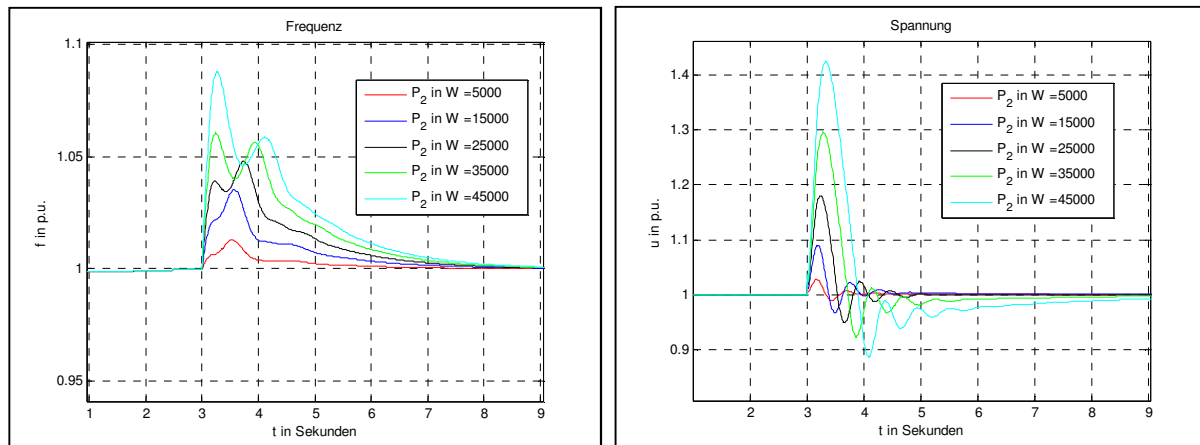 Frequenz
1.1
1.05
1
0.95
f in p.u.
1 2 3 4 5 6 7 8 9
t in Sekunden
P2 in W =5000
P2 in W =15000
P2 in W =25000
P2 in W =35000
P2 in W =45000
Spannung
1.4
1.3
1.2
1.1
1
0.9
u in p.u.
2 3 4 5 6 7 8 9
t in Sekunden
P2 in W =5000
P2 in W =15000
P2 in W =25000
P2 in W =35000
P2 in W =45000